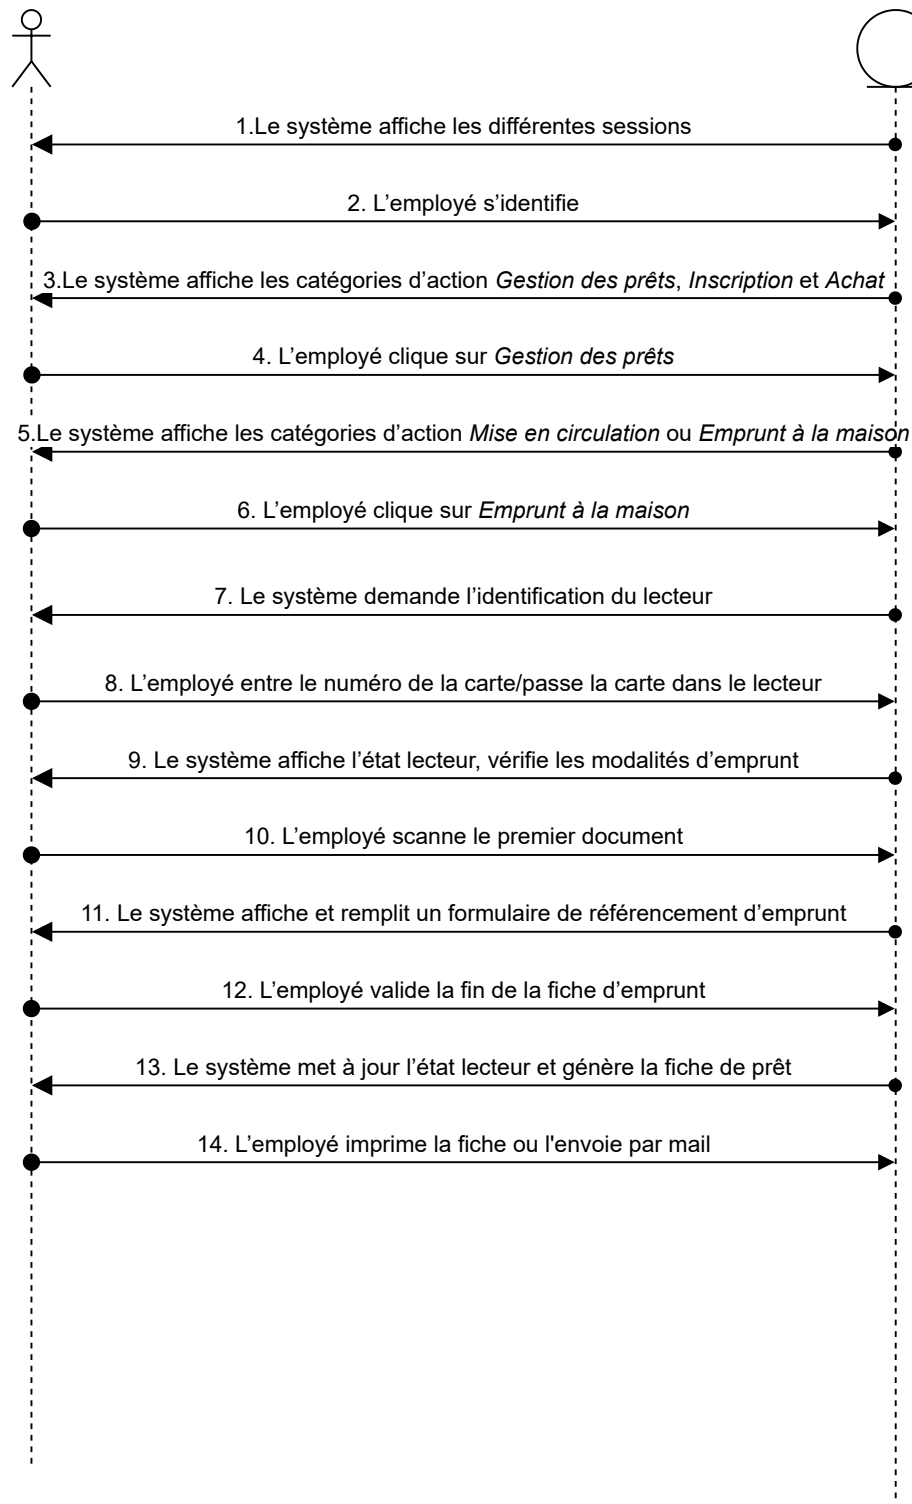 1.Le système affiche les différentes sessions
2. L’employé s’identifie
3.Le système affiche les catégories d’action Gestion des prêts, Inscription et Achat
4. L’employé clique sur Gestion des prêts
5.Le système affiche les catégories d’action Mise en circulation ou Emprunt à la maison
6. L’employé clique sur Emprunt à la maison
7. Le système demande l’identification du lecteur
8. L’employé entre le numéro de la carte/passe la carte dans le lecteur
9. Le système affiche l’état lecteur, vérifie les modalités d’emprunt
10. L’employé scanne le premier document
11. Le système affiche et remplit un formulaire de référencement d’emprunt
12. L’employé valide la fin de la fiche d’emprunt
13. Le système met à jour l’état lecteur et génère la fiche de prêt
14. L’employé imprime la fiche ou l'envoie par mail